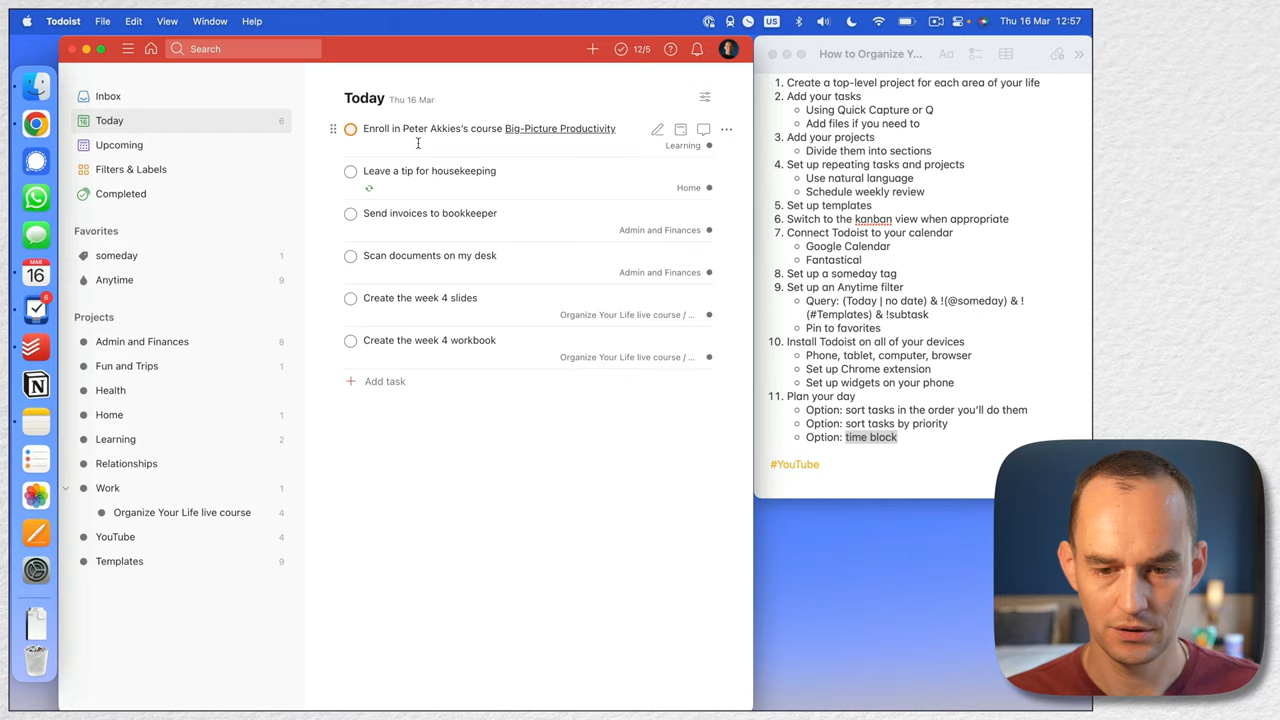 Todoist File Edit View Window Help
US Thu 16 Mar 12:57
Search
12/5
Inbox
Today 6
Upcoming
Filters & Labels
Completed
Favorites
someday 1
Anytime 9
Projects
Admin and Finances 8
Fun and Trips 1
Health
Home 1
Learning 2
Relationships
Work 1
Organize Your Life live course 4
YouTube 4
Templates 9
MAR
16
6
Today Thu 16 Mar
Enroll in Peter Akkies's course Big-Picture Productivity
Learning
Leave a tip for housekeeping
Home
Send invoices to bookkeeper
Admin and Finances
Scan documents on my desk
Admin and Finances
Create the week 4 slides
Organize Your Life live course / ...
Create the week 4 workbook
Organize Your Life live course / ...
Add task
How to Organize Y... Aa
1. Create a top-level project for each area of your life
2. Add your tasks
Using Quick Capture or Q
Add files if you need to
3. Add your projects
Divide them into sections
4. Set up repeating tasks and projects
Use natural language
Schedule weekly review
5. Set up templates
6. Switch to the kanban view when appropriate
7. Connect Todoist to your calendar
Google Calendar
Fantastical
8. Set up a someday tag
9. Set up an Anytime filter
Query: (Today | no date) & !(@someday) & !
(#Templates) & !subtask
Pin to favorites
10. Install Todoist on all of your devices
Phone, tablet, computer, browser
Set up Chrome extension
Set up widgets on your phone
11. Plan your day
Option: sort tasks in the order you'll do them
Option: sort tasks by priority
Option: time block
#YouTube